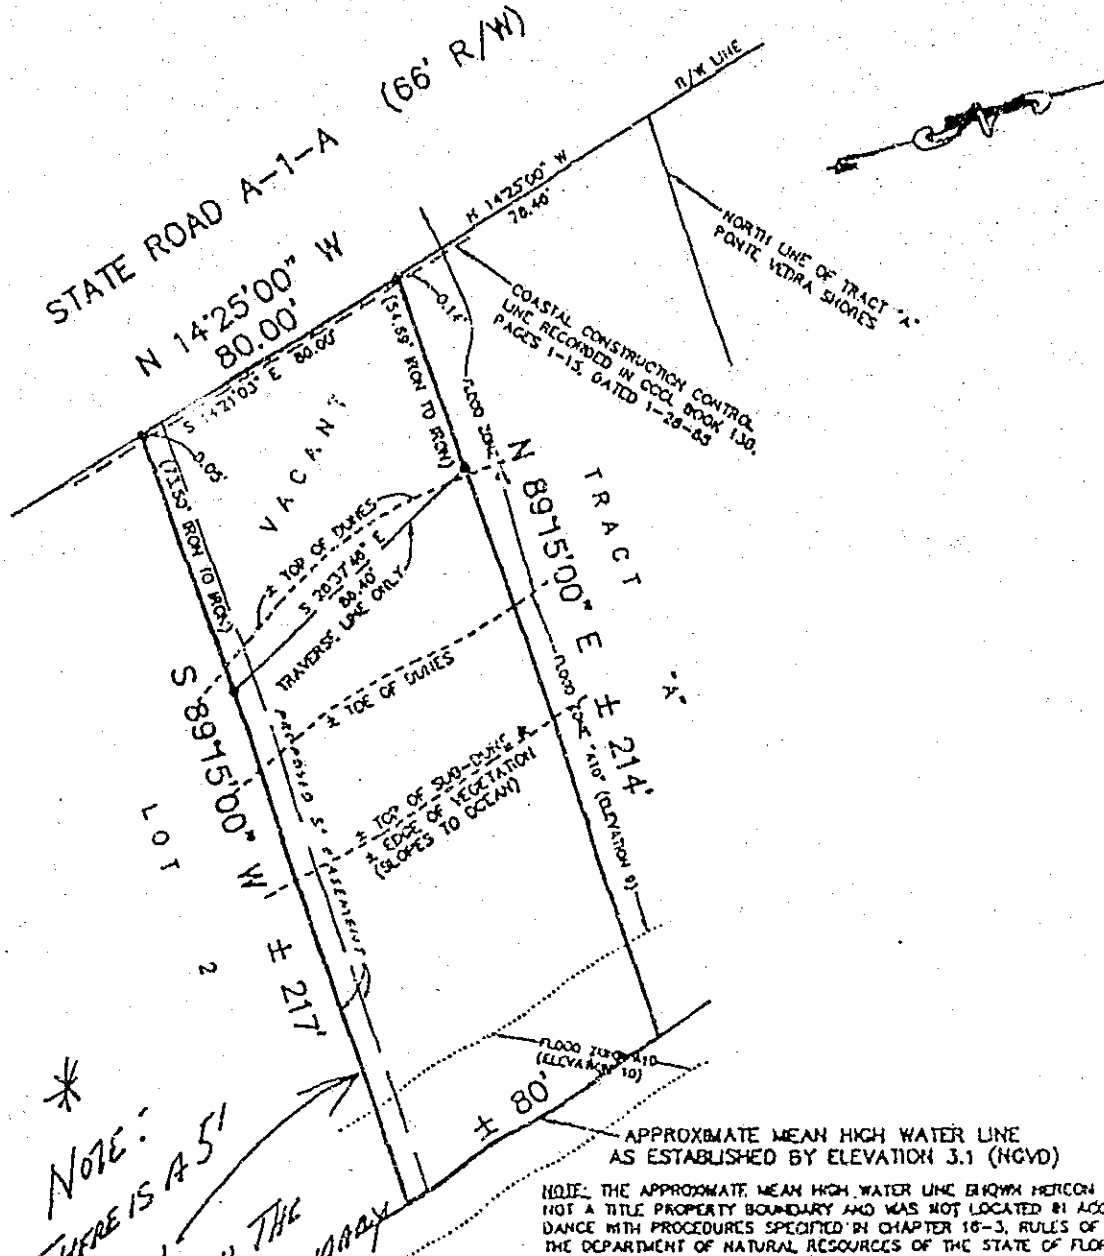 STATE ROAD A-1-A (66' R/W)
R/W LINE
N 14°25'00" W
78.48'
N 14°25'00" W
80.00'
S 14°21'03" E 80.00'
0.14'
0.05'
NORTH LINE OF TRACT "A"
PONTE VEDRA SHORES
COASTAL CONSTRUCTION CONTROL
LINE RECORDED IN CCCL BOOK 130,
PAGES 1-15, DATED 1-28-83
(54.69' IRON TO IRON)
(73.50' IRON TO IRON)
VACANT
FLOOD ZONE
TRACT
"A"
± TOP OF DUNES
S 20°37'48" E
80.40'
TRAVERSE LINE ONLY
N 89°15'00" E ± 214'
± TOE OF DUNES
FLOOD ZONE "A10" (ELEVATION 9)
S 89°15'00" W ± 217'
PROPOSED 5' EASEMENT
± TOP OF SUB-DUNE &
± EDGE OF VEGETATION
(SLOPES TO OCEAN)
LOT 2
FLOOD ZONE A10
(ELEVATION 10)
± 80'
APPROXIMATE MEAN HIGH WATER LINE
AS ESTABLISHED BY ELEVATION 3.1 (NGVD)
NOTE: THE APPROXIMATE MEAN HIGH WATER LINE SHOWN HEREON
NOT A TITLE PROPERTY BOUNDARY AND WAS NOT LOCATED IN ACC
DANCE WITH PROCEDURES SPECIFIED IN CHAPTER 16-3, RULES OF
THE DEPARTMENT OF NATURAL RESOURCES OF THE STATE OF FLOR
*
NOTE:
THERE IS A 5'
THE